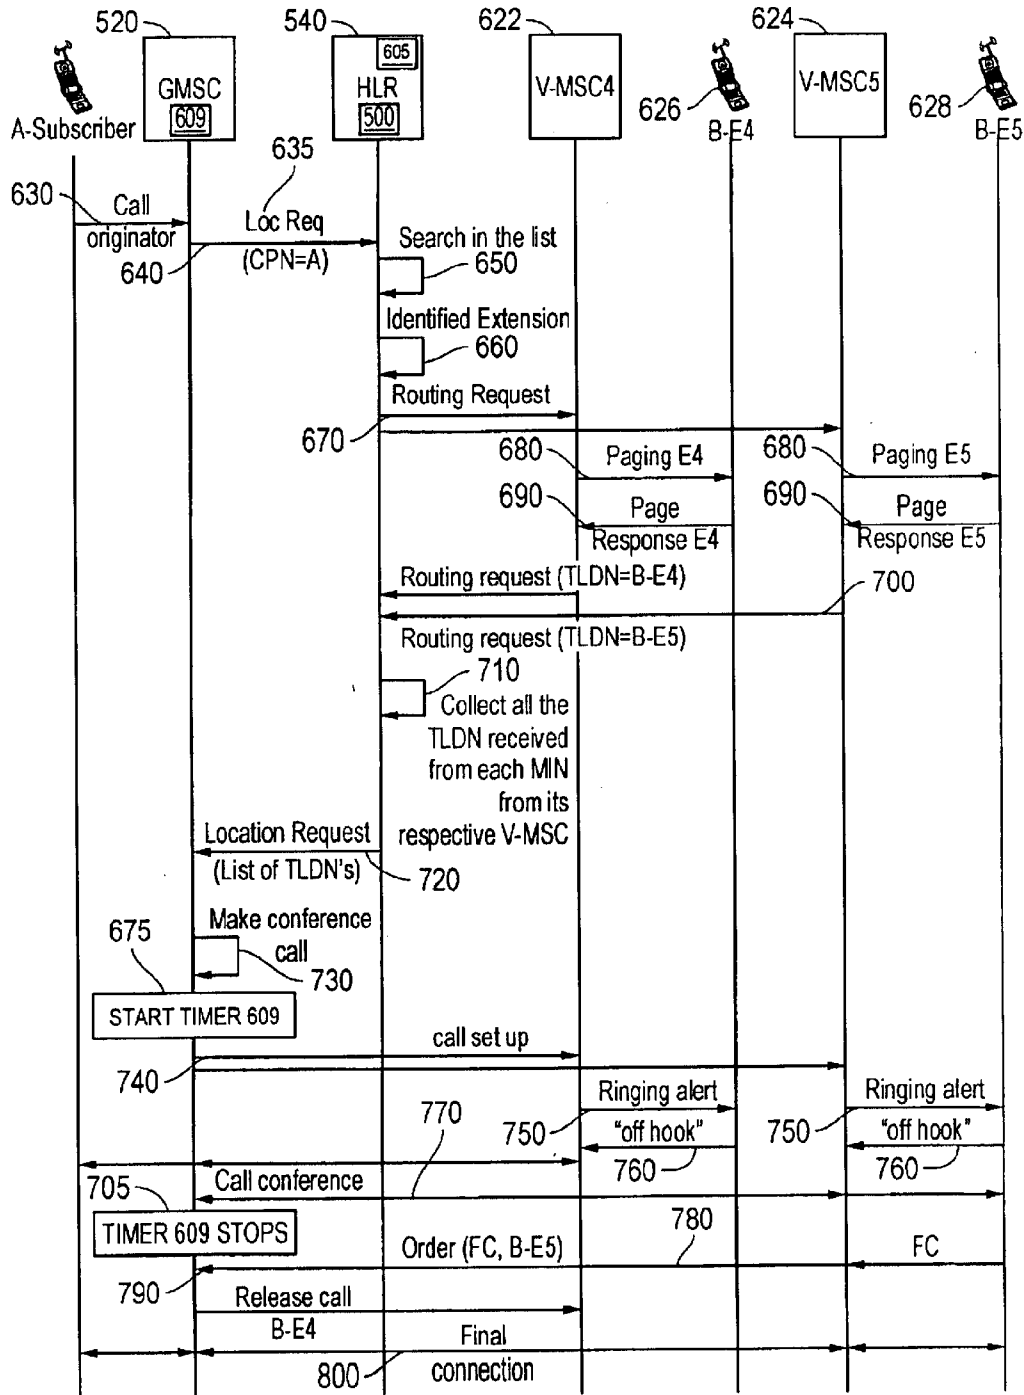 520
540
622
624
605
GMSC
609
HLR
500
V-MSC4
626
V-MSC5
628
A-Subscriber
B-E4
B-E5
635
630
Call
originator
Loc Req
(CPN=A)
640
Search in the list
650
Identified Extension
660
Routing Request
670
680
Paging E4
680
Paging E5
690
Page
Response E4
690
Page
Response E5
Routing request (TLDN=B-E4)
700
Routing request (TLDN=B-E5)
710
Collect all the
TLDN received
from each MIN
from its
respective V-MSC
Location Request
(List of TLDN's)
720
675
Make conference
call
730
START TIMER 609
call set up
740
770
Ringing alert
750
Ringing alert
750
"off hook"
760
"off hook"
760
705
Call conference
TIMER 609 STOPS
780
Order (FC, B-E5)
FC
790
Release call
B-E4
Final
connection
800